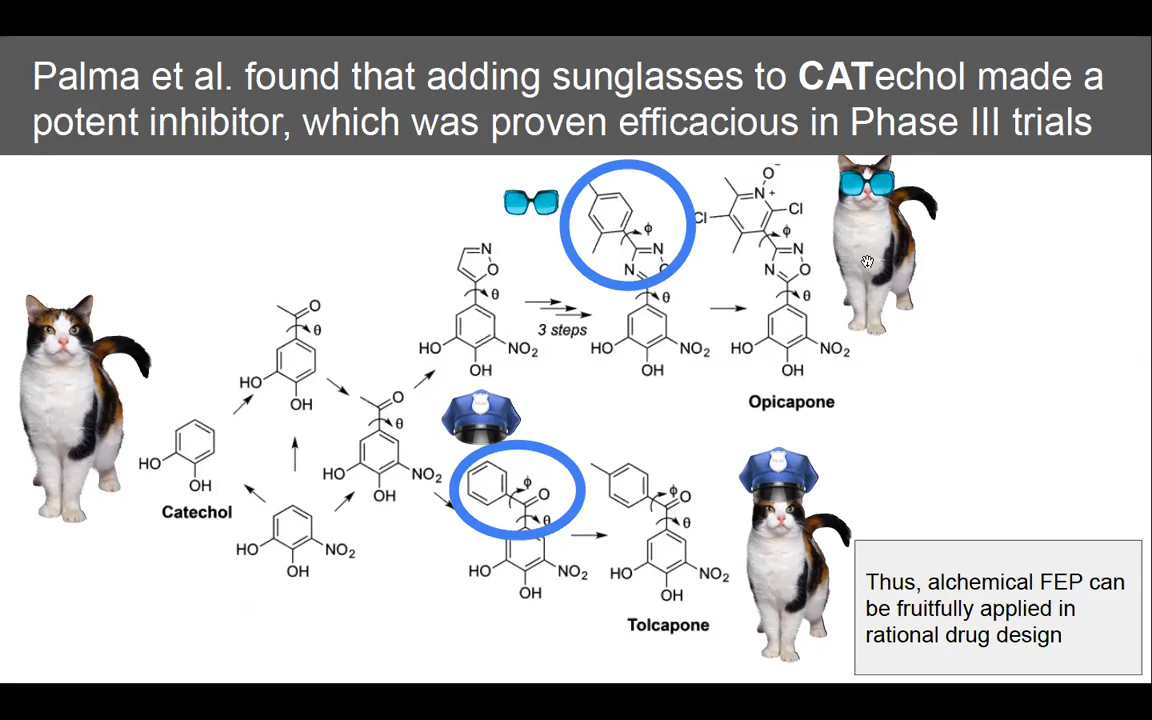 Palma et al. found that adding sunglasses to CATechol made a
potent inhibitor, which was proven efficacious in Phase III trials
O⁻
N⁺
Cl
Cl
ϕ
N
N
O
θ
HO
NO₂
OH
Opicapone
ϕ
N
N
O
θ
HO
NO₂
OH
3 steps
N
O
θ
HO
NO₂
OH
O
θ
HO
OH
O
θ
HO
NO₂
OH
HO
OH
Catechol
HO
NO₂
OH
ϕ
O
θ
HO
NO₂
OH
ϕ
O
θ
HO
NO₂
OH
Tolcapone
Thus, alchemical FEP can
be fruitfully applied in
rational drug design